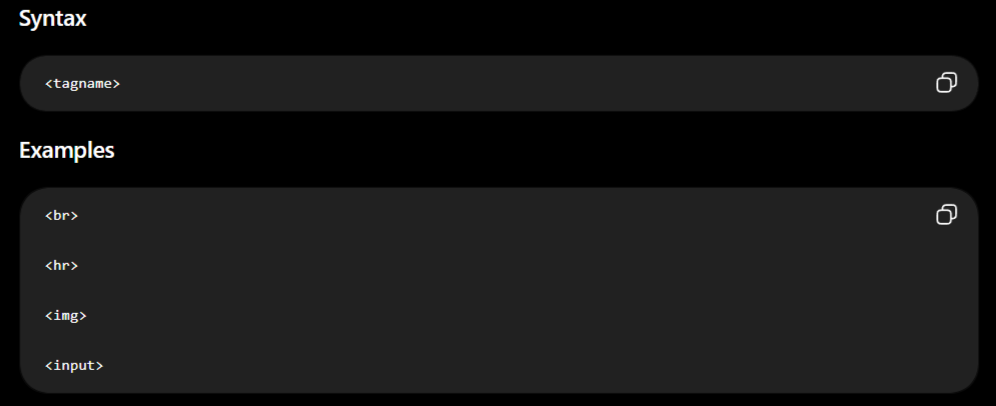 Syntax
<tagname>
Examples
<br>
<hr>
<img>
<input>